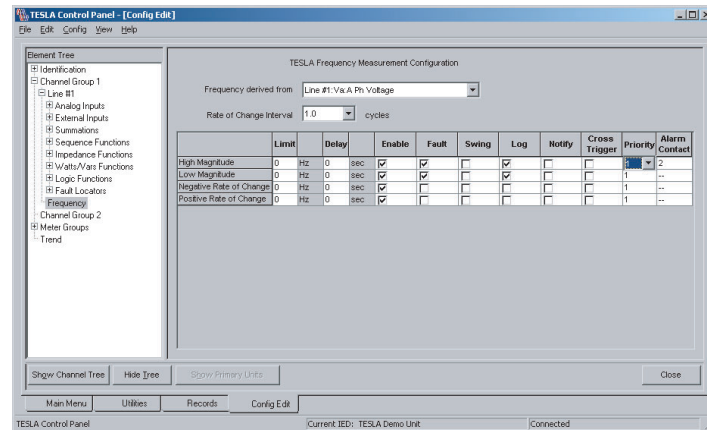 TESLA Control Panel - [Config Edit]
File Edit Config View Help
Element Tree
Identification
Channel Group 1
Line #1
Analog Inputs
External Inputs
Summations
Sequence Functions
Impedance Functions
Watts/Vars Functions
Logic Functions
Fault Locators
Frequency
Channel Group 2
Meter Groups
Trend
TESLA Frequency Measurement Configuration
Frequency derived from Line #1:Va:A Ph Voltage
Rate of Change Interval 1.0 cycles
Limit Delay Enable Fault Swing Log Notify Cross Trigger Priority Alarm Contact
High Magnitude 0 Hz 0 sec 1 2
Low Magnitude 0 Hz 0 sec 1 --
Negative Rate of Change 0 Hz 0 sec 1 --
Positive Rate of Change 0 Hz 0 sec 1 --
Show Channel Tree Hide Tree Show Primary Units Close
Main Menu Utilities Records Config Edit
TESLA Control Panel Current IED: TESLA Demo Unit Connected